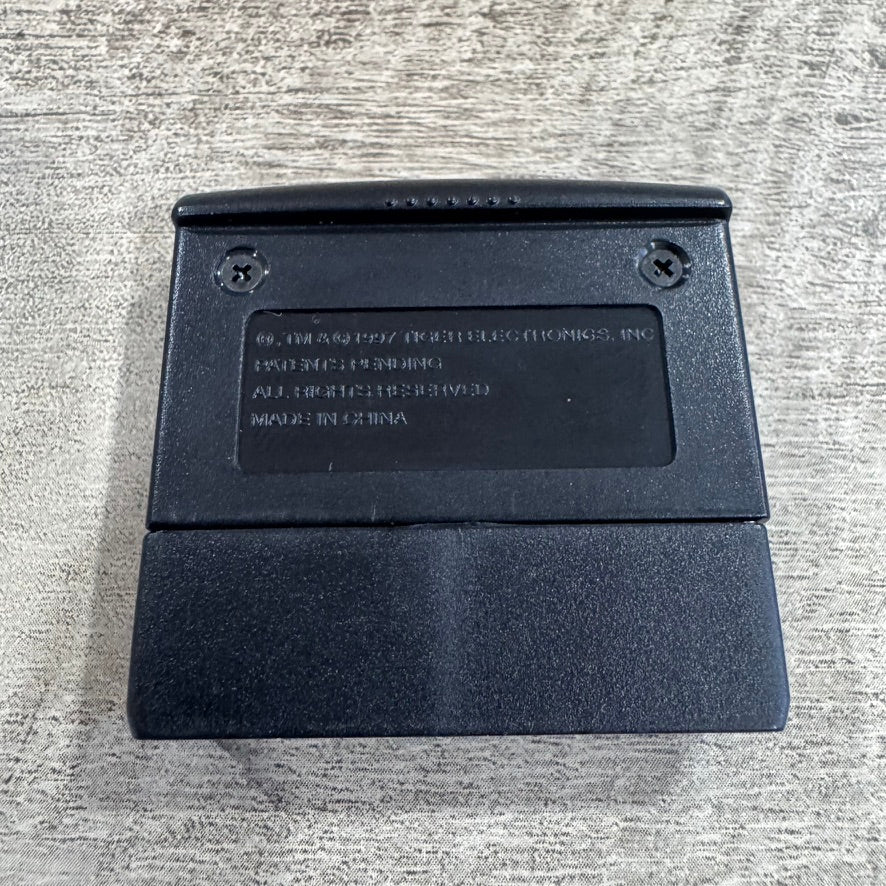 ®, TM & © 1997 TIGER ELECTRONICS, INC
PATENTS PENDING
ALL RIGHTS RESERVED
MADE IN CHINA